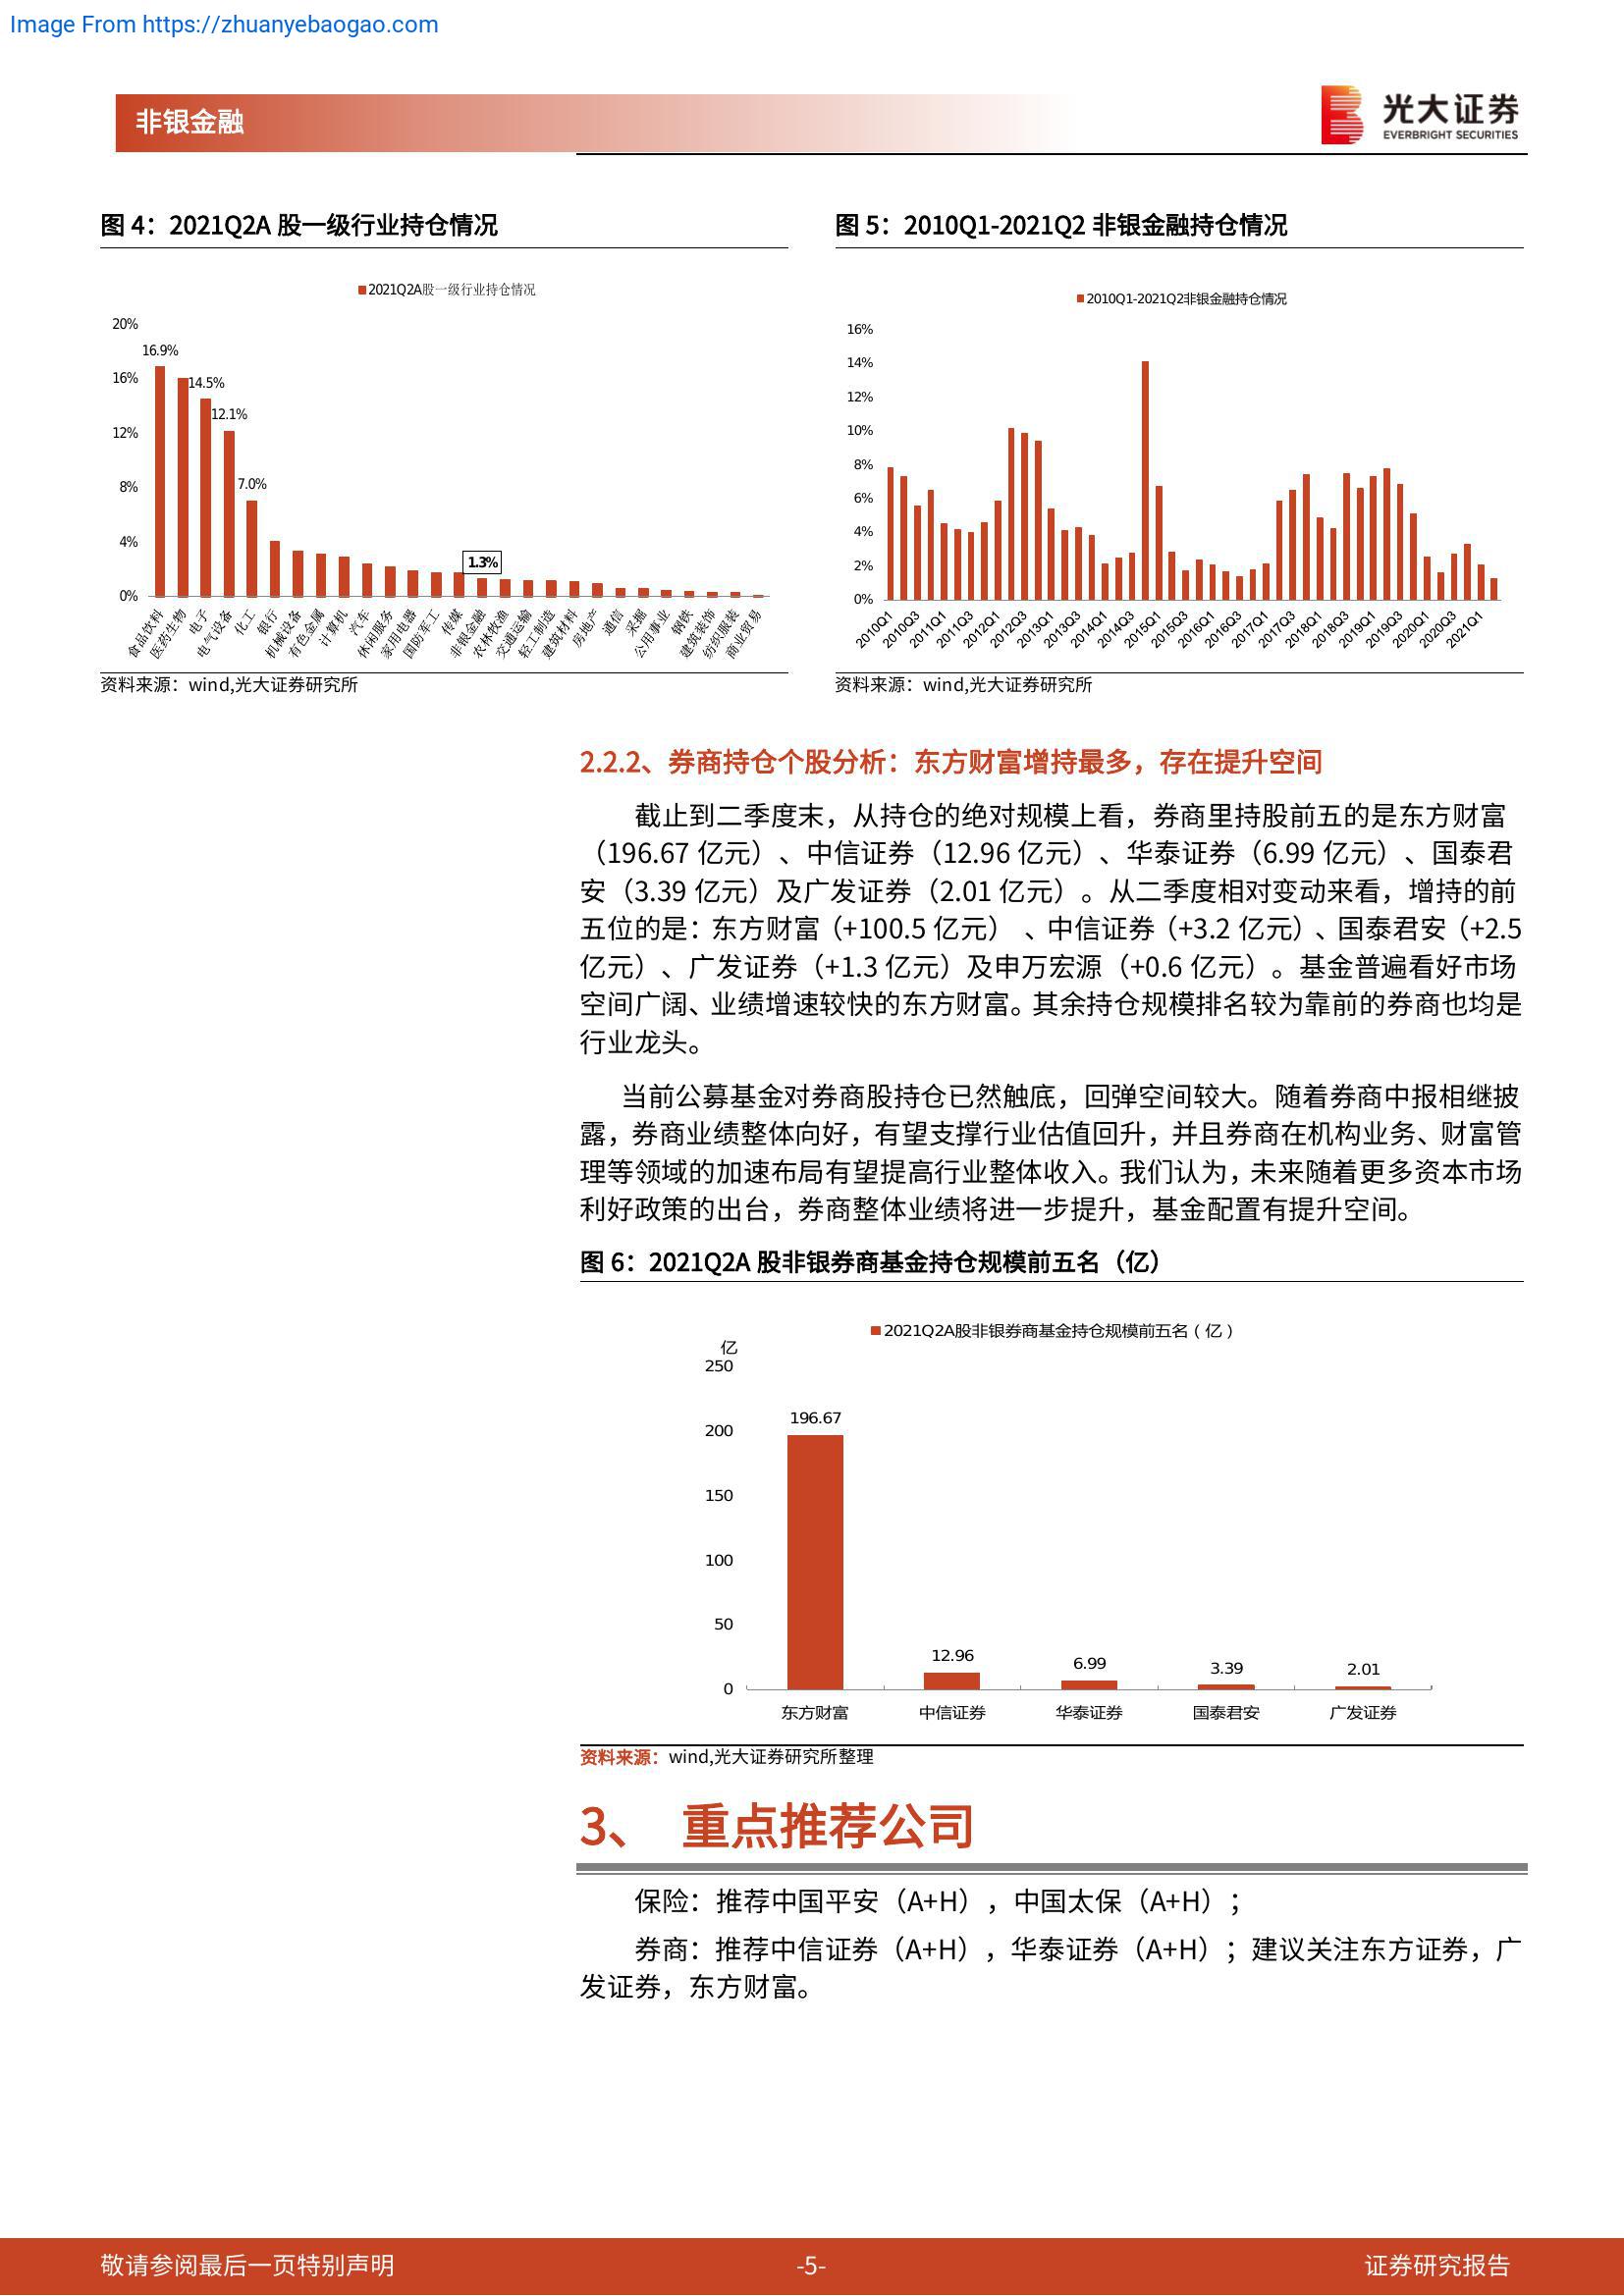 Image From https://zhuanyebaogao.com
非银金融
光大证券
EVERBRIGHT SECURITIES
图 4：2021Q2A 股一级行业持仓情况
2021Q2A股一级行业持仓情况
20%
16%
12%
8%
4%
0%
16.9%
14.5%
12.1%
7.0%
1.3%
食品饮料
医药生物
电子
电气设备
化工
银行
机械设备
有色金属
计算机
汽车
休闲服务
家用电器
国防军工
传媒
非银金融
农林牧渔
交通运输
轻工制造
建筑材料
房地产
通信
采掘
公用事业
钢铁
建筑装饰
纺织服装
商业贸易
资料来源：wind,光大证券研究所
图 5：2010Q1-2021Q2 非银金融持仓情况
2010Q1-2021Q2非银金融持仓情况
16%
14%
12%
10%
8%
6%
4%
2%
0%
2010Q1
2010Q3
2011Q1
2011Q3
2012Q1
2012Q3
2013Q1
2013Q3
2014Q1
2014Q3
2015Q1
2015Q3
2016Q1
2016Q3
2017Q1
2017Q3
2018Q1
2018Q3
2019Q1
2019Q3
2020Q1
2020Q3
2021Q1
资料来源：wind,光大证券研究所
2.2.2、券商持仓个股分析：东方财富增持最多，存在提升空间
截止到二季度末，从持仓的绝对规模上看，券商里持股前五的是东方财富
（196.67 亿元）、中信证券（12.96 亿元）、华泰证券（6.99 亿元）、国泰君
安（3.39 亿元）及广发证券（2.01 亿元）。从二季度相对变动来看，增持的前
五位的是：东方财富（+100.5 亿元） 、中信证券（+3.2 亿元）、国泰君安（+2.5
亿元）、广发证券（+1.3 亿元）及申万宏源（+0.6 亿元）。基金普遍看好市场
空间广阔、业绩增速较快的东方财富。其余持仓规模排名较为靠前的券商也均是
行业龙头。
当前公募基金对券商股持仓已然触底，回弹空间较大。随着券商中报相继披
露，券商业绩整体向好，有望支撑行业估值回升，并且券商在机构业务、财富管
理等领域的加速布局有望提高行业整体收入。我们认为，未来随着更多资本市场
利好政策的出台，券商整体业绩将进一步提升，基金配置有提升空间。
图 6：2021Q2A 股非银券商基金持仓规模前五名（亿）
2021Q2A股非银券商基金持仓规模前五名（亿）
亿
250
200
150
100
50
0
196.67
12.96
6.99
3.39
2.01
东方财富
中信证券
华泰证券
国泰君安
广发证券
资料来源：wind,光大证券研究所整理
3、 重点推荐公司
保险：推荐中国平安（A+H），中国太保（A+H）；
券商：推荐中信证券（A+H），华泰证券（A+H）；建议关注东方证券，广
发证券，东方财富。
敬请参阅最后一页特别声明
-5-
证券研究报告